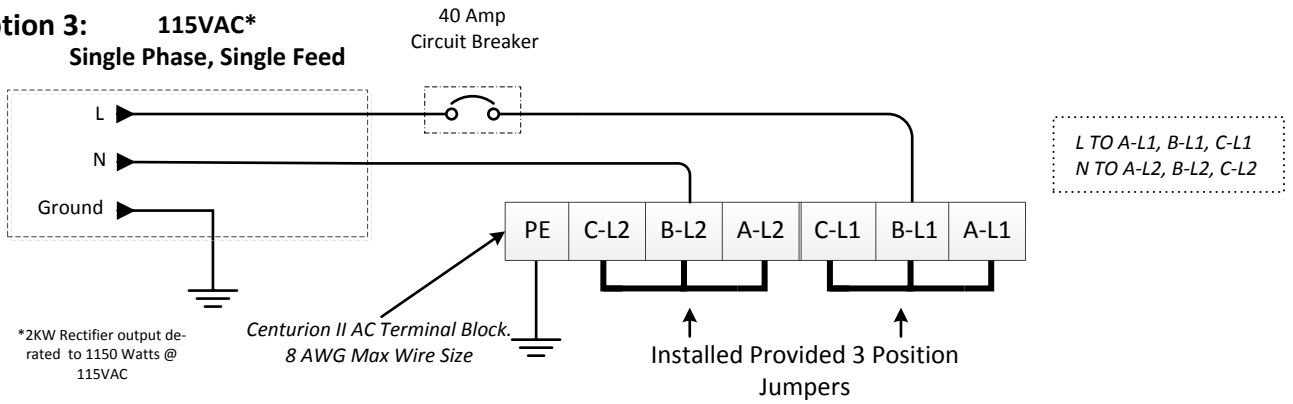 tion 3: 115VAC*
Single Phase, Single Feed
40 Amp
Circuit Breaker
L
N
Ground
L TO A-L1, B-L1, C-L1
N TO A-L2, B-L2, C-L2
PE C-L2 B-L2 A-L2 C-L1 B-L1 A-L1
*2KW Rectifier output de-
rated to 1150 Watts @
115VAC
Centurion II AC Terminal Block.
8 AWG Max Wire Size
Installed Provided 3 Position
Jumpers